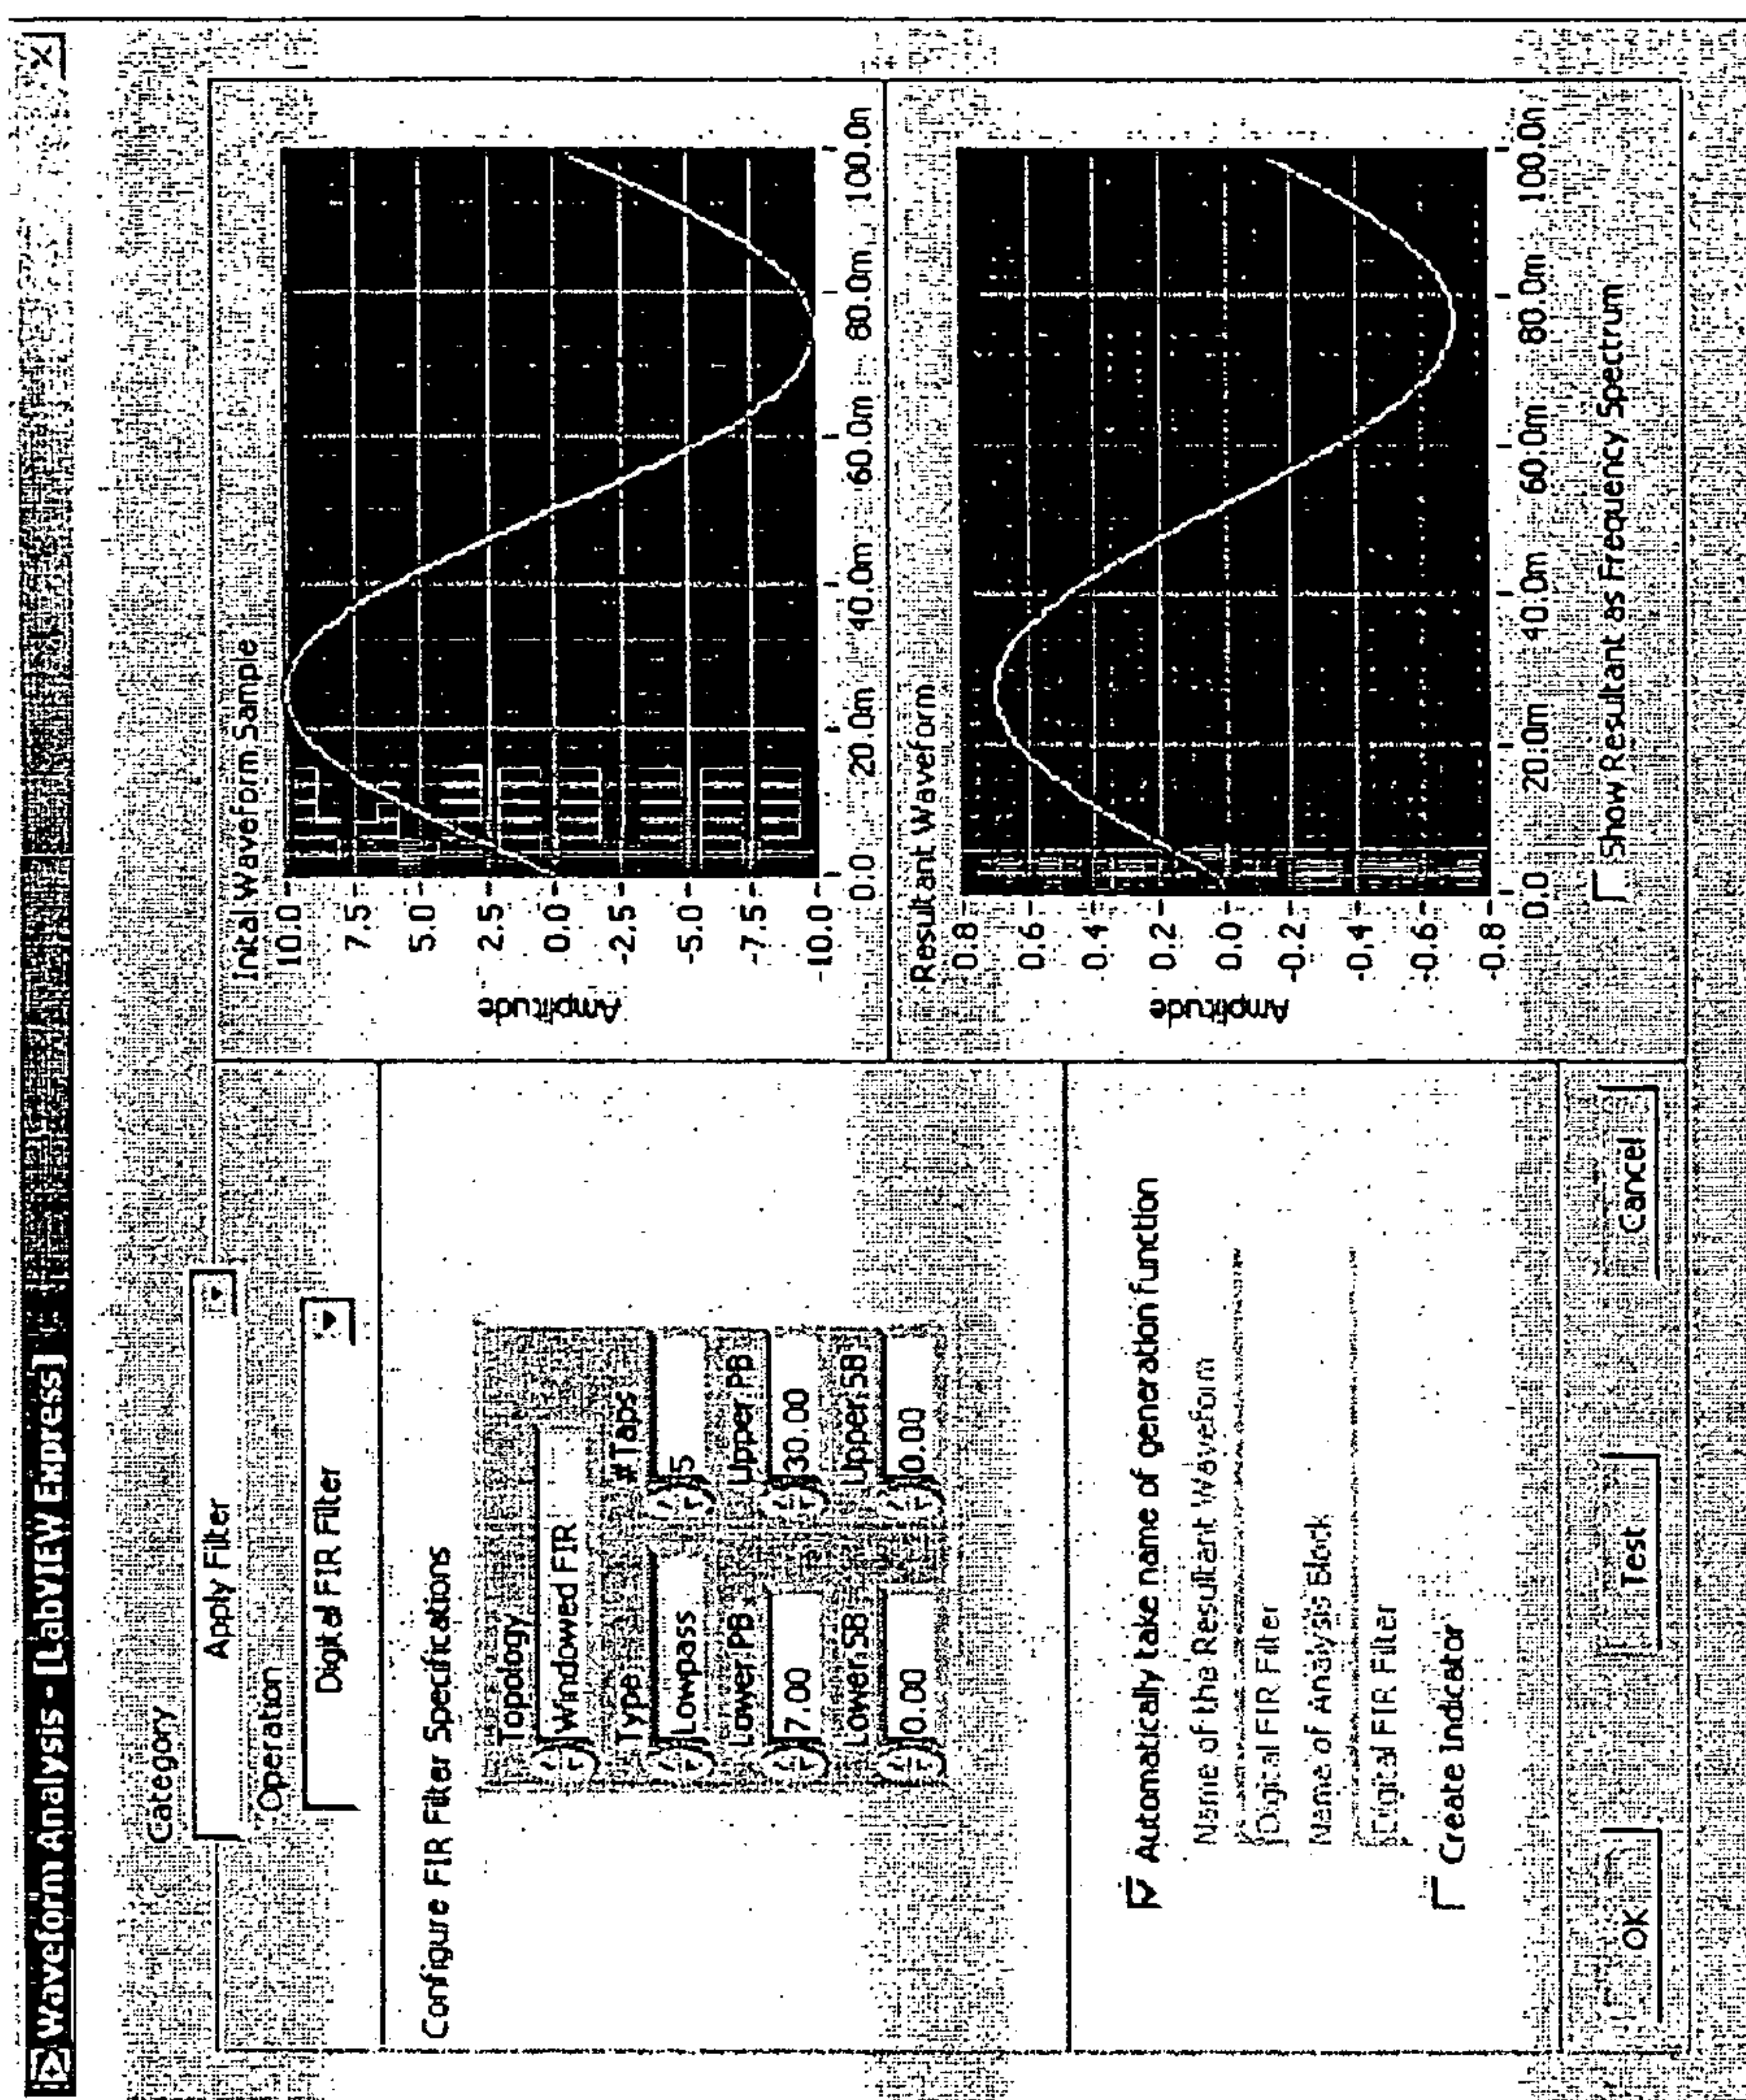 Waveform Analysis - [LabVIEW Express]
Category
Apply Filter
Operation
Digital FIR Filter
Configure FIR Filter Specifications
Topology
Windowed FIR
Type #Taps
Lowpass 5
Lower PB Upper PB
7.00 30.00
Lower SB Upper SB
0.00 0.00
Automatically take name of generation function
Name of the Resultant Waveform
Digital FIR Filter
Name of Analysis Block
Digital FIR Filter
Create Indicator
OK Test Cancel
Inital Waveform Sample
Amplitude
10.0
7.5
5.0
2.5
0.0
-2.5
-5.0
-7.5
-10.0
0.0 20.0m 40.0m 60.0m 80.0m 100.0n
Resultant Waveform
Amplitude
0.8
0.6
0.4
0.2
0.0
-0.2
-0.4
-0.6
-0.8
0.0 20.0m 40.0m 60.0m 80.0m 100.0n
Show Resultant as Frequency Spectrum